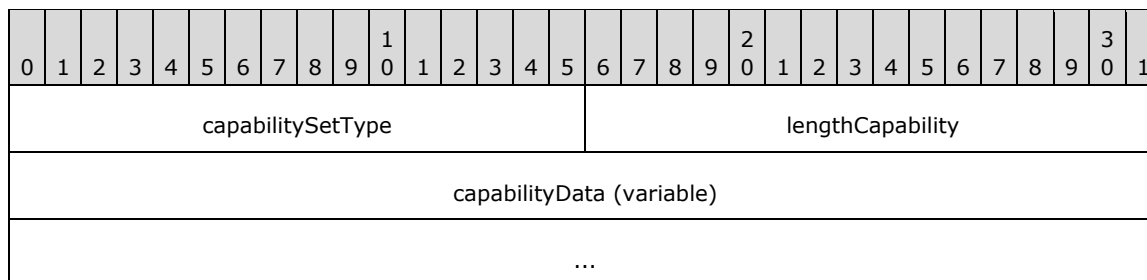 1 2 3
0 1 2 3 4 5 6 7 8 9 0 1 2 3 4 5 6 7 8 9 0 1 2 3 4 5 6 7 8 9 0 1
capabilitySetType lengthCapability
capabilityData (variable)
...